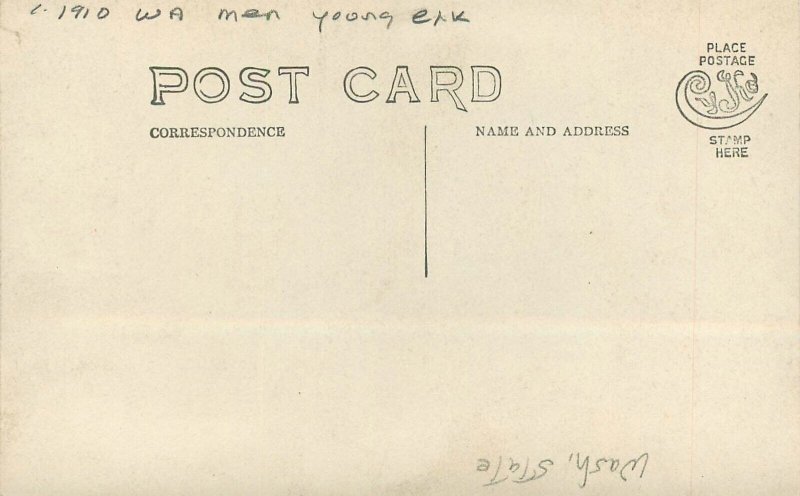 c. 1910 WA men young elk
POST CARD
CORRESPONDENCE
NAME AND ADDRESS
PLACE
POSTAGE
CyKo
STAMP
HERE
Wash, State